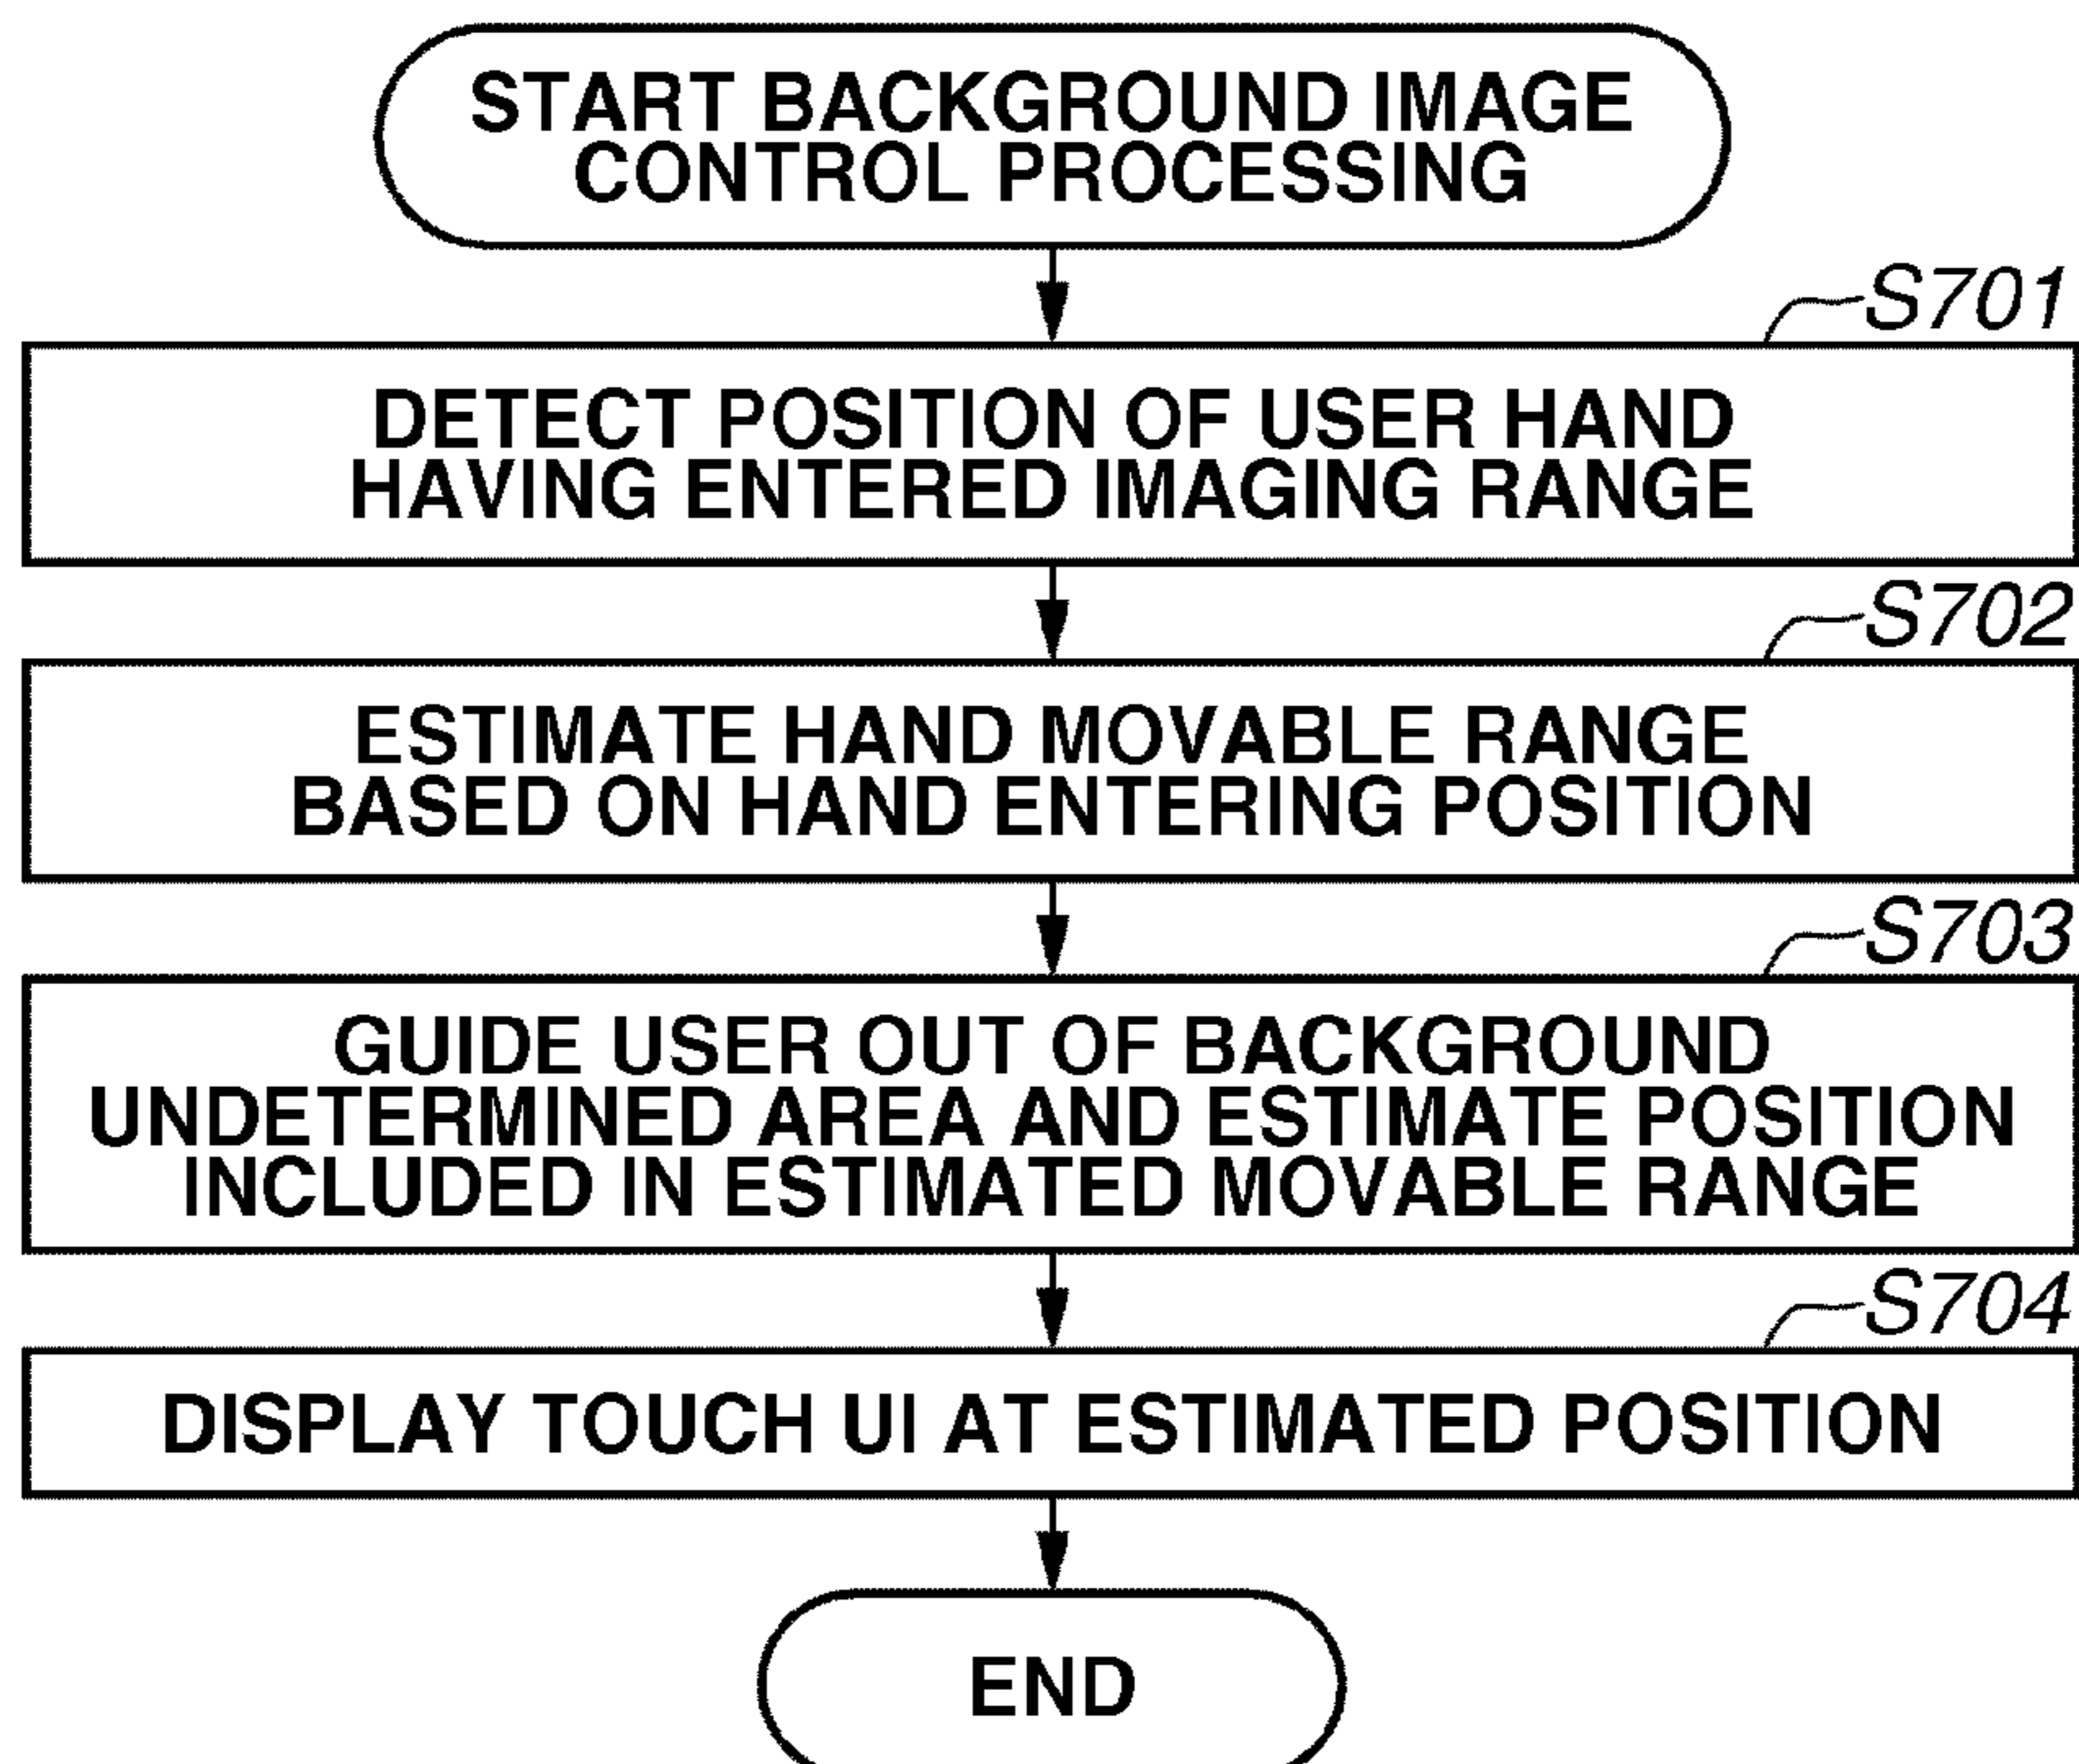 START BACKGROUND IMAGE
CONTROL PROCESSING
S701
DETECT POSITION OF USER HAND
HAVING ENTERED IMAGING RANGE
S702
ESTIMATE HAND MOVABLE RANGE
BASED ON HAND ENTERING POSITION
S703
GUIDE USER OUT OF BACKGROUND
UNDETERMINED AREA AND ESTIMATE POSITION
INCLUDED IN ESTIMATED MOVABLE RANGE
S704
DISPLAY TOUCH UI AT ESTIMATED POSITION
END